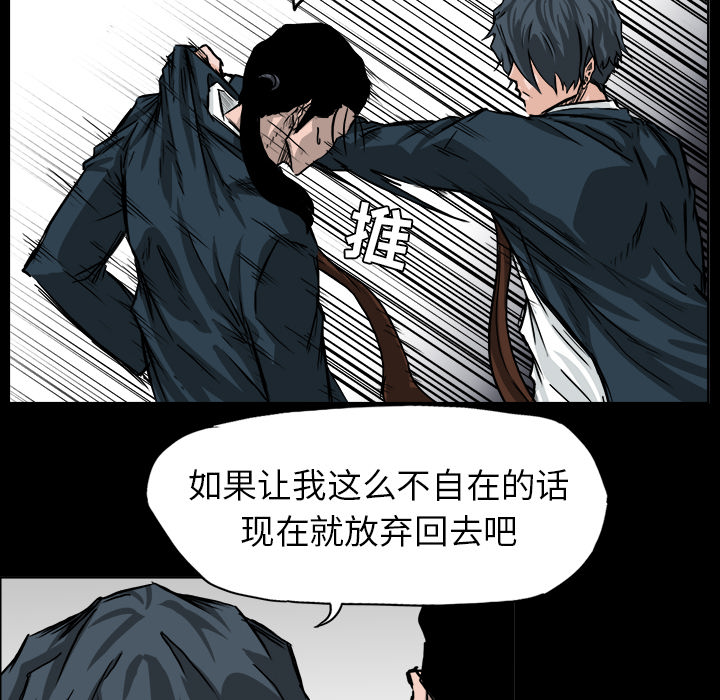 推
如果让我这么不自在的话
现在就放弃回去吧